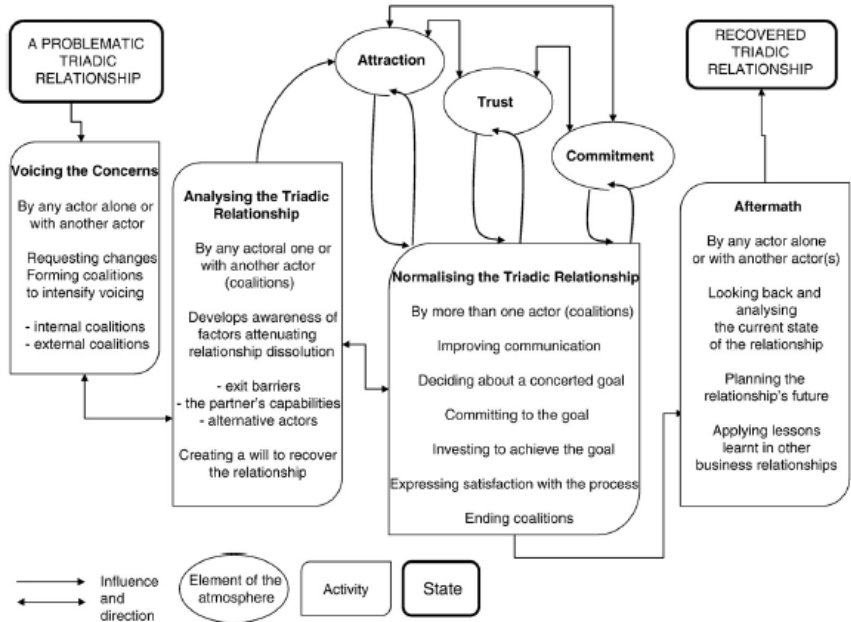 A PROBLEMATIC
TRIADIC
RELATIONSHIP
Attraction
Trust
Commitment
RECOVERED
TRIADIC
RELATIONSHIP
Voicing the Concerns
By any actor alone or
with another actor
Requesting changes
Forming coalitions
to intensify voicing
- internal coalitions
- external coalitions
Analysing the Triadic
Relationship
By any actoral one or
with another actor
(coalitions)
Develops awareness of
factors attenuating
relationship dissolution
- exit barriers
- the partner's capabilities
- alternative actors
Creating a will to recover
the relationship
Normalising the Triadic Relationship
By more than one actor (coalitions)
Improving communication
Deciding about a concerted goal
Committing to the goal
Investing to achieve the goal
Expressing satisfaction with the process
Ending coalitions
Aftermath
By any actor alone
or with another actor(s)
Looking back and
analysing
the current state
of the relationship
Planning the
relationship's future
Applying lessons
learnt in other
business relationships
Influence
and
direction
Element of the
atmosphere
Activity
State